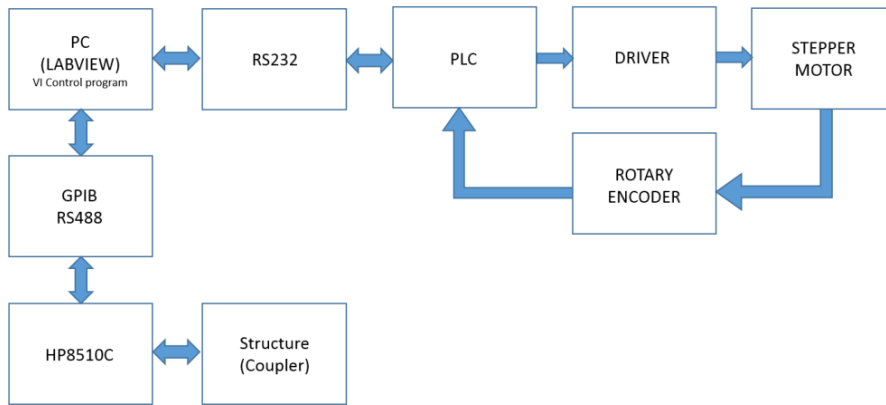 PC
(LABVIEW)
VI Control program
RS232
PLC
DRIVER
STEPPER
MOTOR
GPIB
RS488
ROTARY
ENCODER
HP8510C
Structure
(Coupler)